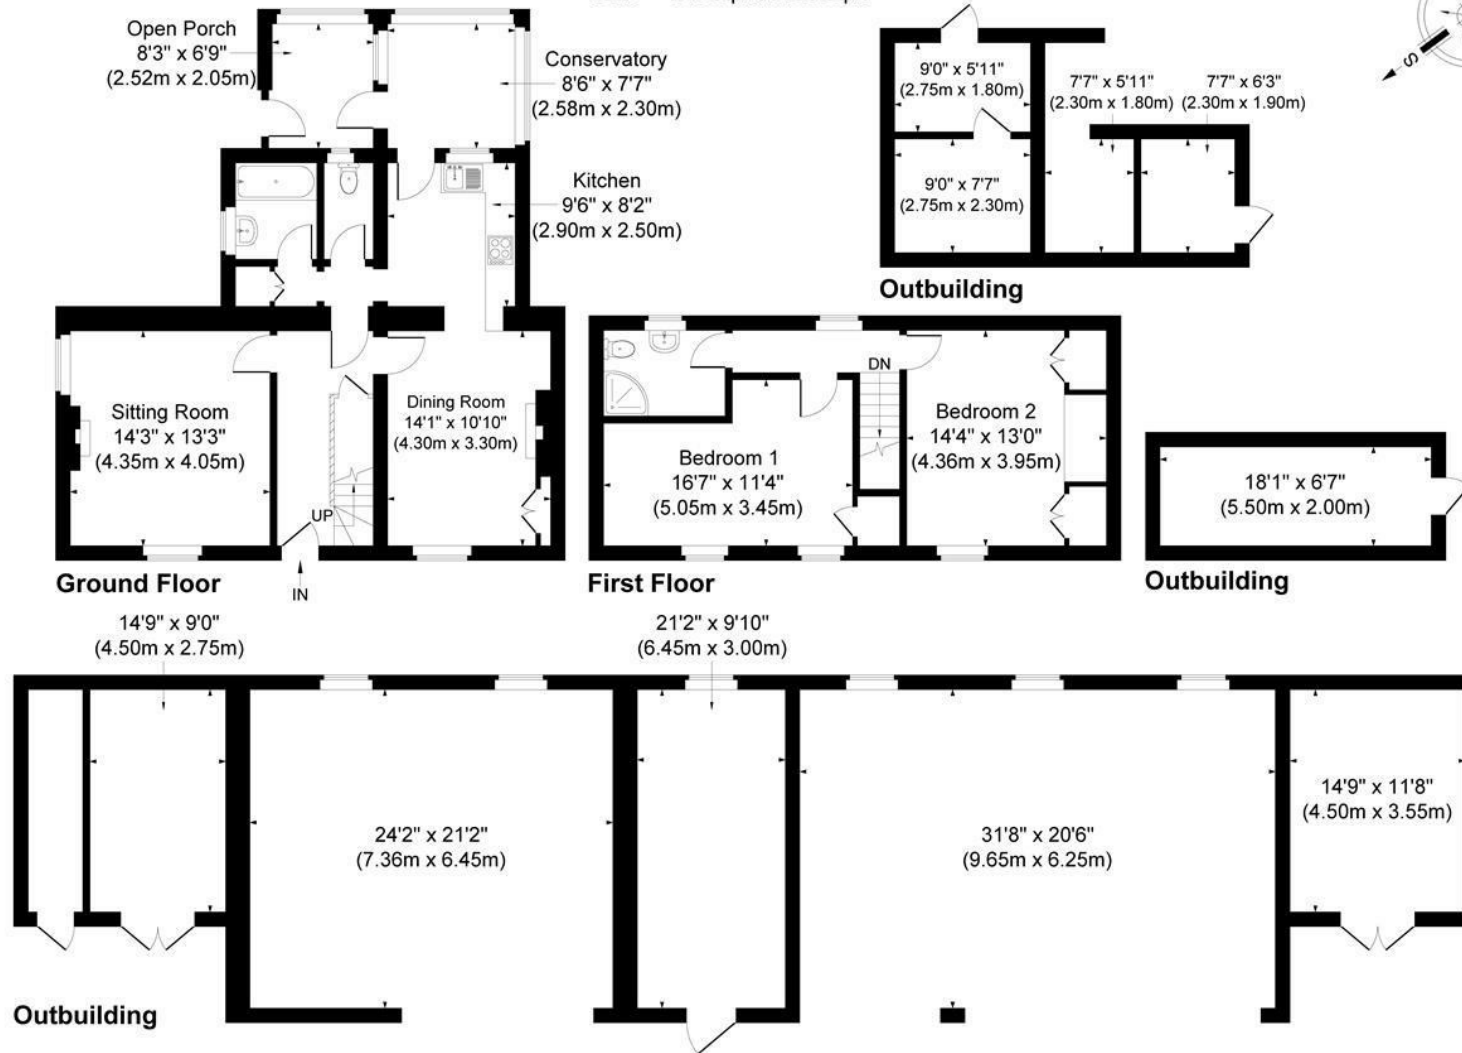 Open Porch
8'3" x 6'9"
(2.52m x 2.05m)
Conservatory
8'6" x 7'7"
(2.58m x 2.30m)
Kitchen
9'6" x 8'2"
(2.90m x 2.50m)
9'0" x 5'11"
(2.75m x 1.80m)
7'7" x 5'11"
(2.30m x 1.80m)
7'7" x 6'3"
(2.30m x 1.90m)
S
9'0" x 7'7"
(2.75m x 2.30m)
Outbuilding
Sitting Room
14'3" x 13'3"
(4.35m x 4.05m)
Dining Room
14'1" x 10'10"
(4.30m x 3.30m)
UP
IN
Ground Floor
DN
Bedroom 1
16'7" x 11'4"
(5.05m x 3.45m)
Bedroom 2
14'4" x 13'0"
(4.36m x 3.95m)
First Floor
18'1" x 6'7"
(5.50m x 2.00m)
Outbuilding
14'9" x 9'0"
(4.50m x 2.75m)
21'2" x 9'10"
(6.45m x 3.00m)
24'2" x 21'2"
(7.36m x 6.45m)
31'8" x 20'6"
(9.65m x 6.25m)
14'9" x 11'8"
(4.50m x 3.55m)
Outbuilding